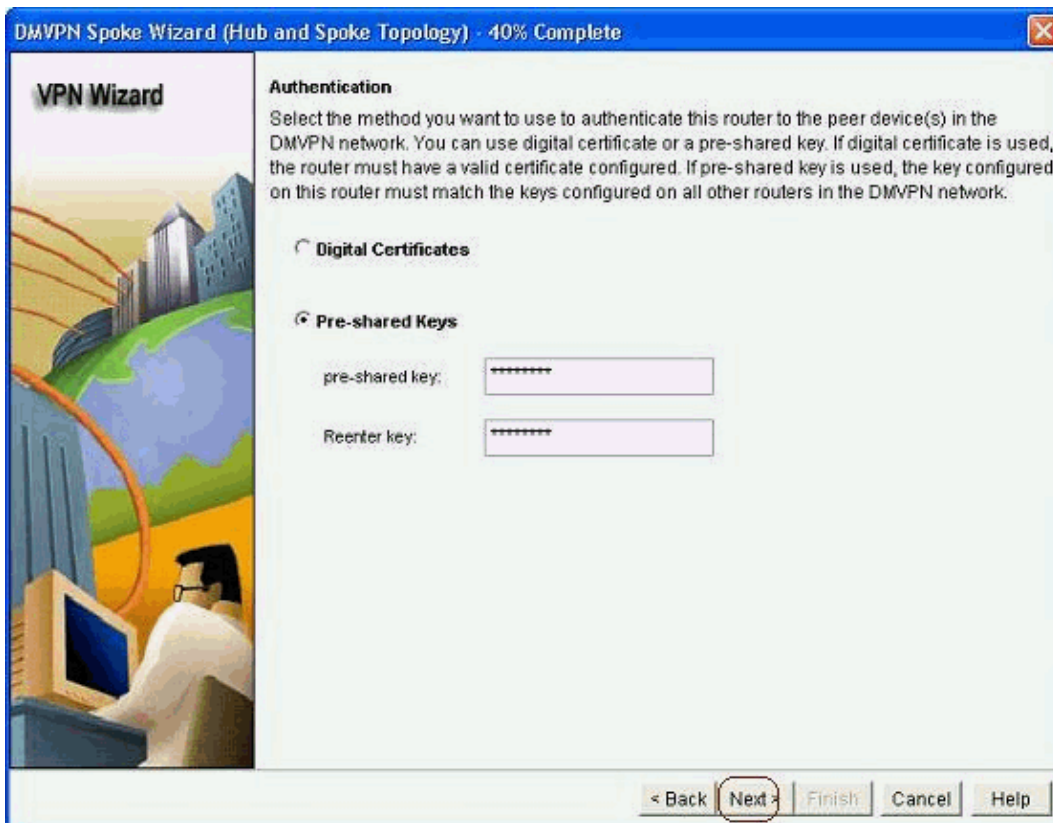 DMVPN Spoke Wizard (Hub and Spoke Topology) - 40% Complete
VPN Wizard
Authentication
Select the method you want to use to authenticate this router to the peer device(s) in the
DMVPN network. You can use digital certificate or a pre-shared key. If digital certificate is used,
the router must have a valid certificate configured. If pre-shared key is used, the key configured
on this router must match the keys configured on all other routers in the DMVPN network.
Digital Certificates
Pre-shared Keys
pre-shared key: ********
Reenter key: ********
< Back Next > Finish Cancel Help